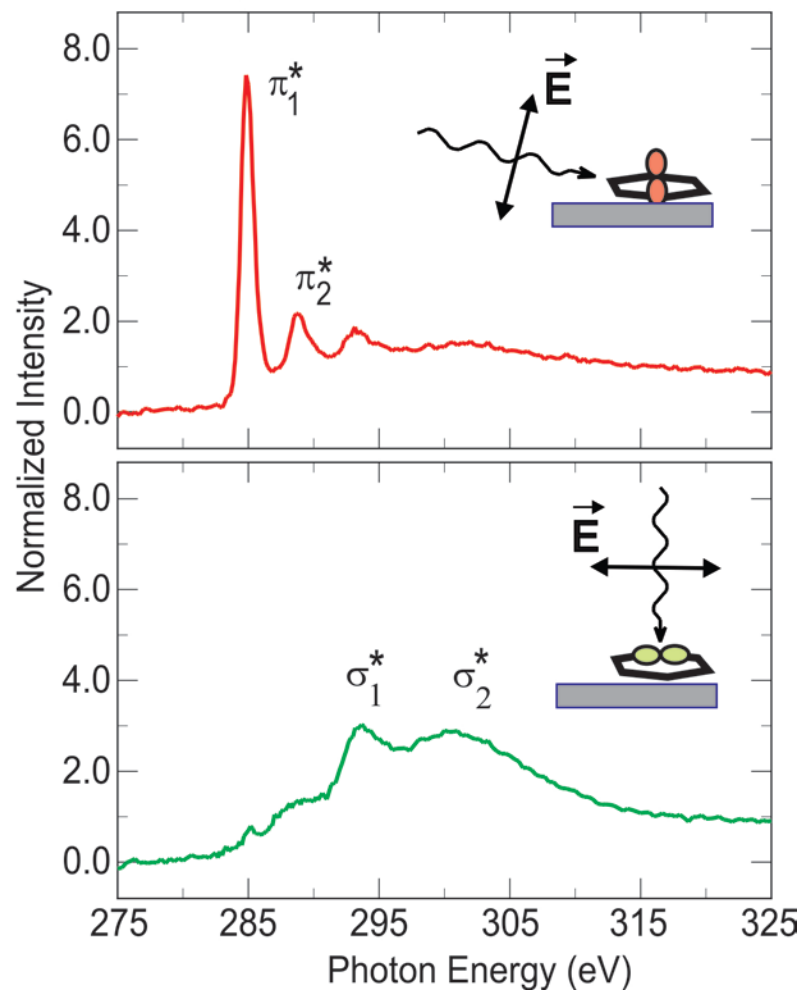 Normalized Intensity
8.0
6.0
4.0
2.0
0.0
π₁*
π₂*
E⃗
8.0
6.0
4.0
2.0
0.0
σ₁*
σ₂*
E⃗
275 285 295 305 315 325
Photon Energy (eV)